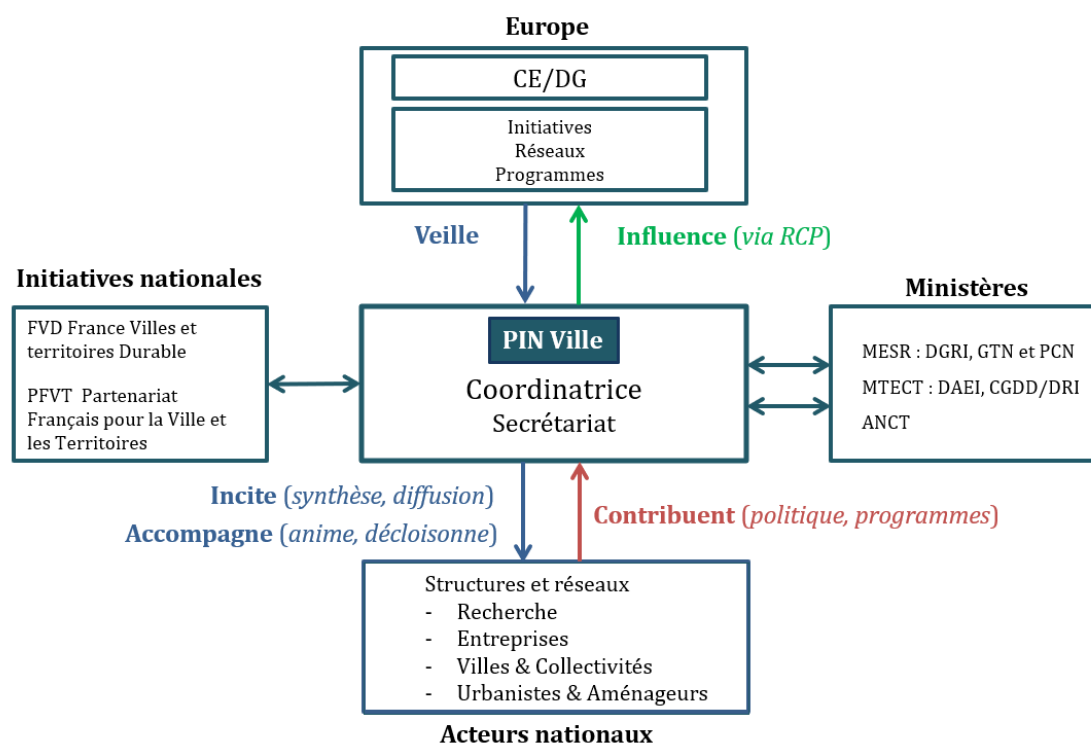 Europe
CE/DG
Initiatives
Réseaux
Programmes
Veille
Influence (via RCP)
Initiatives nationales
FVD France Villes et
territoires Durable
PFVT Partenariat
Français pour la Ville et
les Territoires
PIN Ville
Coordinatrice
Secrétariat
Ministères
MESR : DGRI, GTN et PCN
MTECT : DAEI, CGDD/DRI
ANCT
Incite (synthèse, diffusion)
Accompagne (anime, décloisonne)
Contribuent (politique, programmes)
Structures et réseaux
- Recherche
- Entreprises
- Villes & Collectivités
- Urbanistes & Aménageurs
Acteurs nationaux